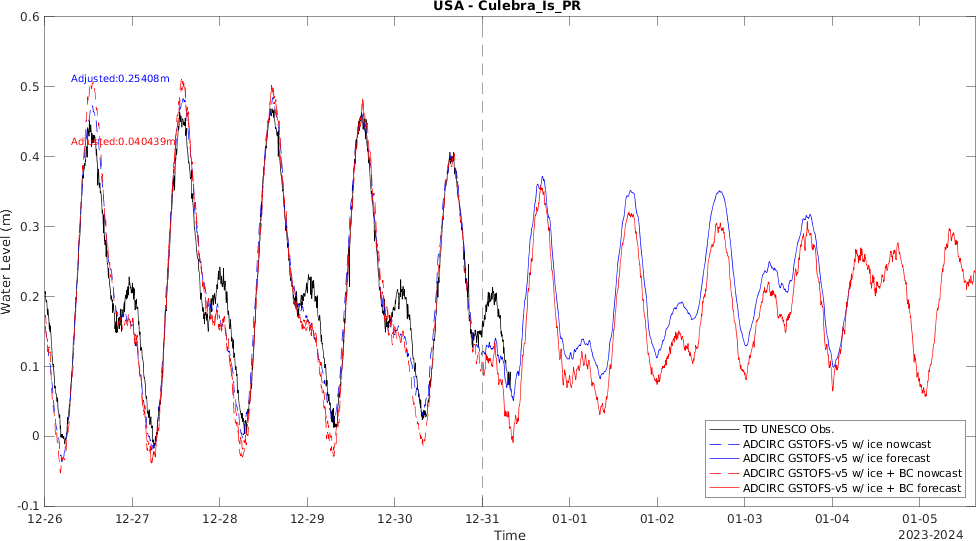 USA - Culebra_Is_PR
0.6
0.5
0.4
0.3
0.2
0.1
0
-0.1
Water Level (m)
Adjusted:0.25408m
Adjusted:0.040439m
TD UNESCO Obs.
ADCIRC GSTOFS-v5 w/ ice nowcast
ADCIRC GSTOFS-v5 w/ ice forecast
ADCIRC GSTOFS-v5 w/ ice + BC nowcast
ADCIRC GSTOFS-v5 w/ ice + BC forecast
12-26 12-27 12-28 12-29 12-30 12-31 01-01 01-02 01-03 01-04 01-05
Time
2023-2024